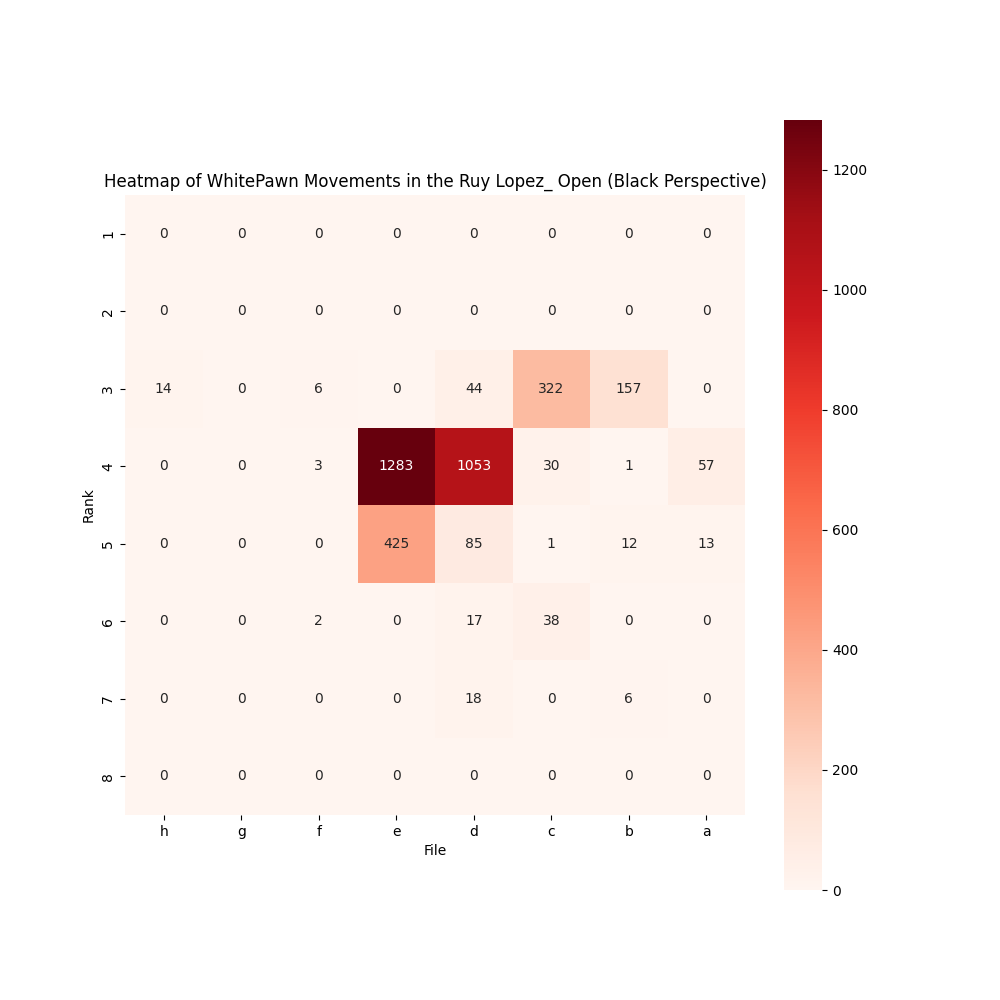 Heatmap of WhitePawn Movements in the Ruy Lopez_ Open (Black Perspective)
1 0 0 0 0 0 0 0 0
2 0 0 0 0 0 0 0 0
3 14 0 6 0 44 322 157 0
4 0 0 3 1283 1053 30 1 57
5 0 0 0 425 85 1 12 13
6 0 0 2 0 17 38 0 0
7 0 0 0 0 18 0 6 0
8 0 0 0 0 0 0 0 0
h g f e d c b a
File
Rank
1200
1000
800
600
400
200
0